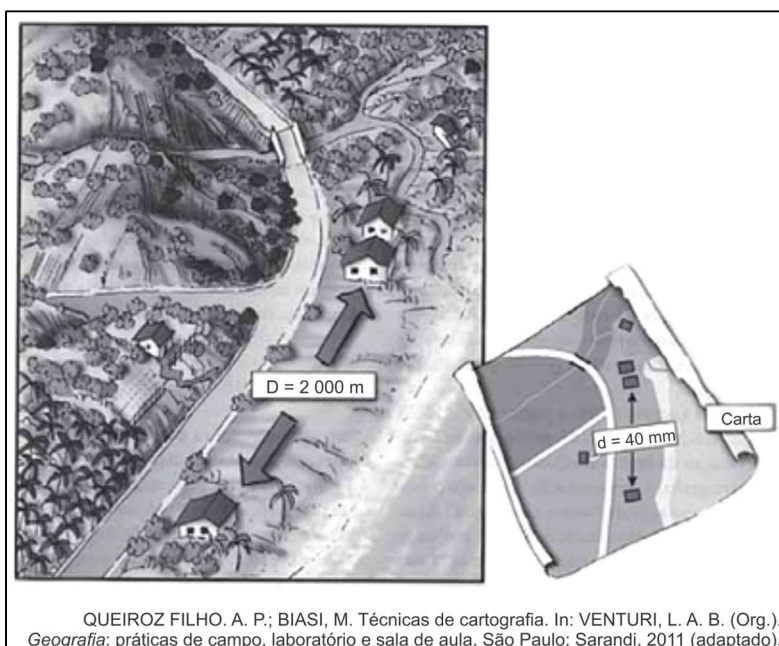 D = 2 000 m
Carta
d = 40 mm
QUEIROZ FILHO. A. P.; BIASI, M. Técnicas de cartografia. In: VENTURI, L. A. B. (Org.).
Geografia: práticas de campo, laboratório e sala de aula. São Paulo: Sarandi, 2011 (adaptado).